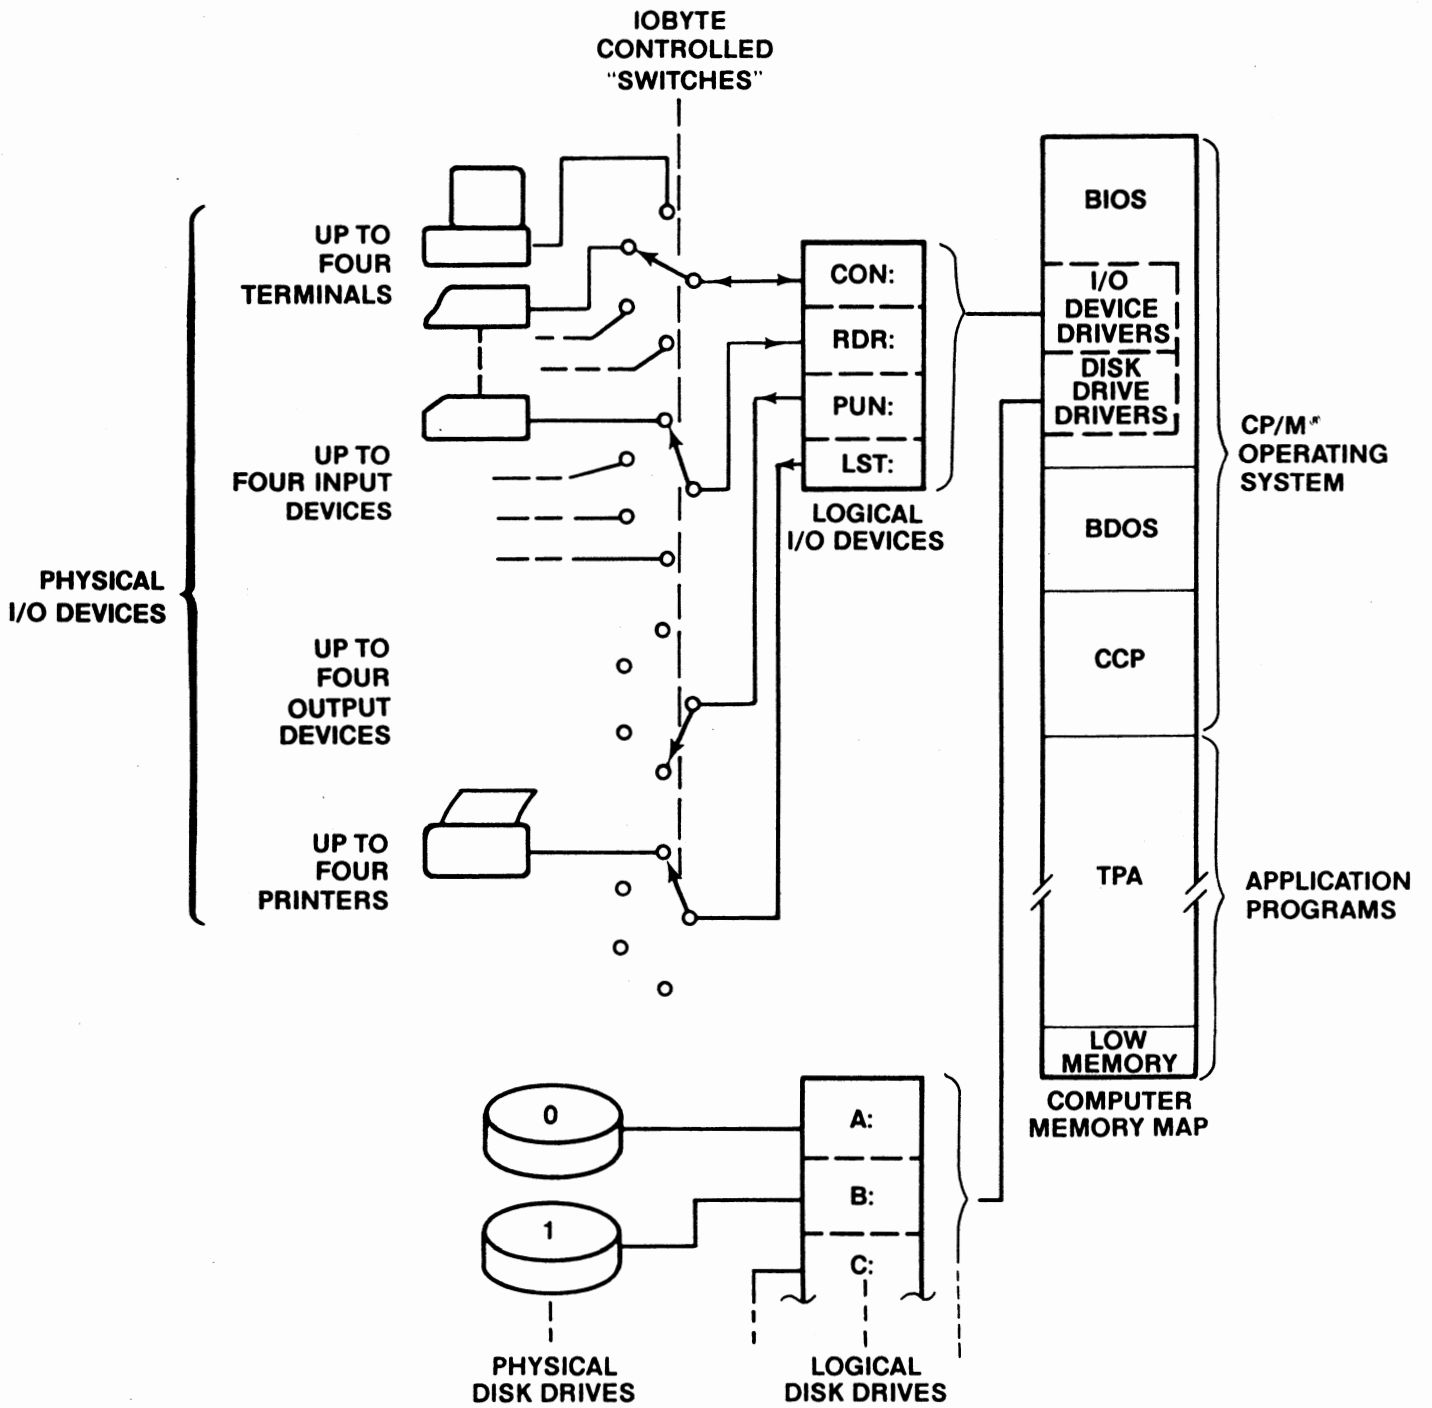 IOBYTE
CONTROLLED
"SWITCHES"
UP TO
FOUR
TERMINALS
UP TO
FOUR INPUT
DEVICES
PHYSICAL
I/O DEVICES
UP TO
FOUR
OUTPUT
DEVICES
UP TO
FOUR
PRINTERS
CON:
RDR:
PUN:
LST:
LOGICAL
I/O DEVICES
BIOS
I/O
DEVICE
DRIVERS
DISK
DRIVE
DRIVERS
BDOS
CCP
TPA
LOW
MEMORY
COMPUTER
MEMORY MAP
CP/M
OPERATING
SYSTEM
APPLICATION
PROGRAMS
0
1
PHYSICAL
DISK DRIVES
A:
B:
C:
LOGICAL
DISK DRIVES